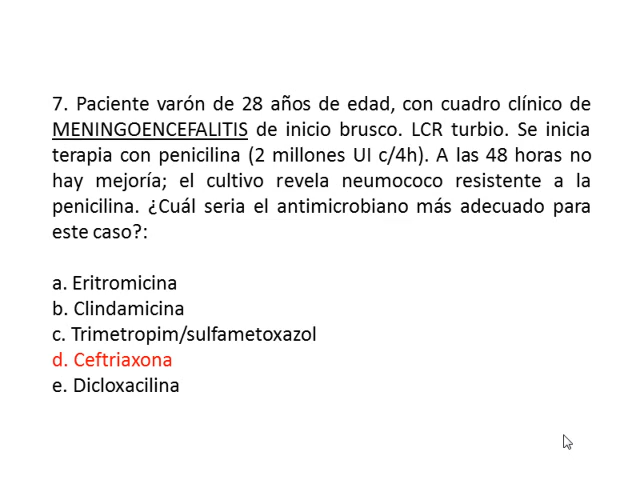 7. Paciente varón de 28 años de edad, con cuadro clínico de
MENINGOENCEFALITIS de inicio brusco. LCR turbio. Se inicia
terapia con penicilina (2 millones UI c/4h). A las 48 horas no
hay mejoría; el cultivo revela neumococo resistente a la
penicilina. ¿Cuál seria el antimicrobiano más adecuado para
este caso?:
a. Eritromicina
b. Clindamicina
c. Trimetropim/sulfametoxazol
d. Ceftriaxona
e. Dicloxacilina